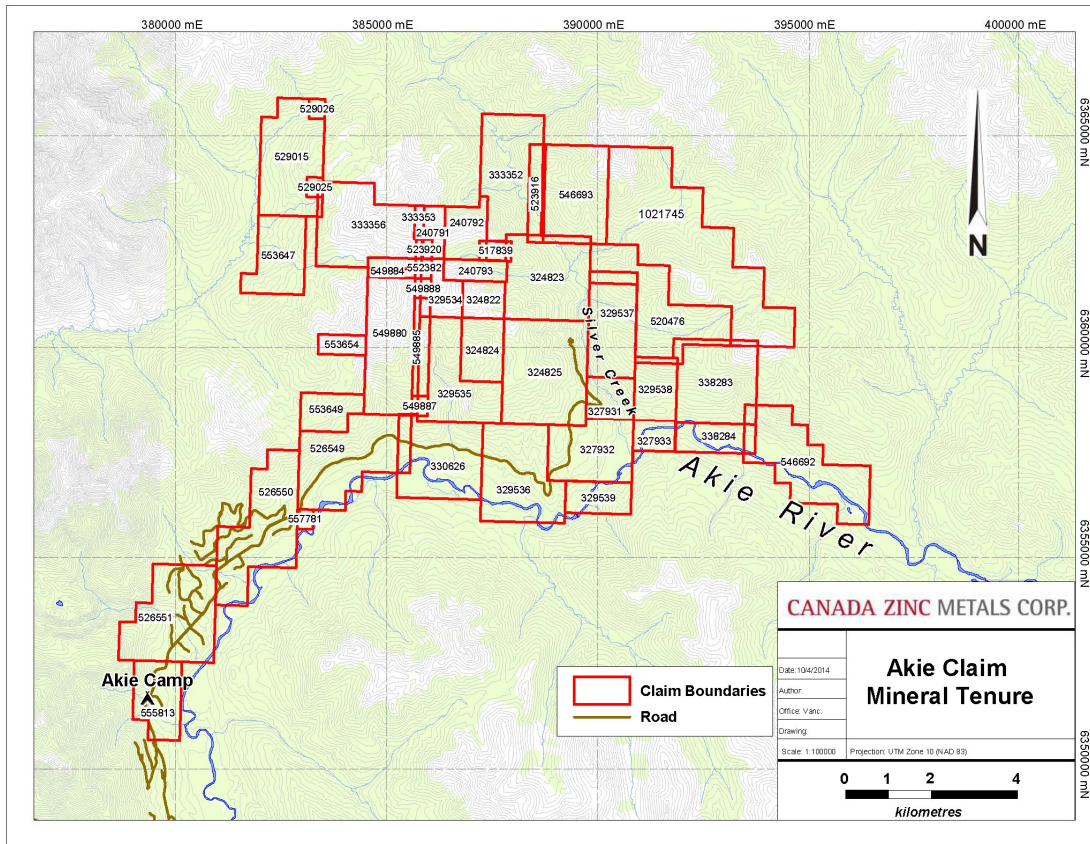 380000 mE
385000 mE
390000 mE
395000 mE
400000 mE
6365000 mN
6360000 mN
6355000 mN
6350000 mN
529026
529015
529025
333352
523916
546693
1021745
333356
333353
240792
240791
553647
523920
517839
549884
552382
240793
324823
549888
329534
324822
329537
520476
549880
549885
553654
324824
324825
Silver Creek
329538
338283
553649
549887
329535
327931
526549
327932
327933
338284
546692
330626
526550
329536
329539
Akie River
557781
N
526551
Akie Camp
555813
Claim Boundaries
Road
CANADA ZINC METALS CORP.
Date: 10/4/2014
Author:
Office: Vanc.
Drawing:
Scale: 1:100000
Akie Claim
Mineral Tenure
Projection: UTM Zone 10 (NAD 83)
0 1 2 4
kilometres